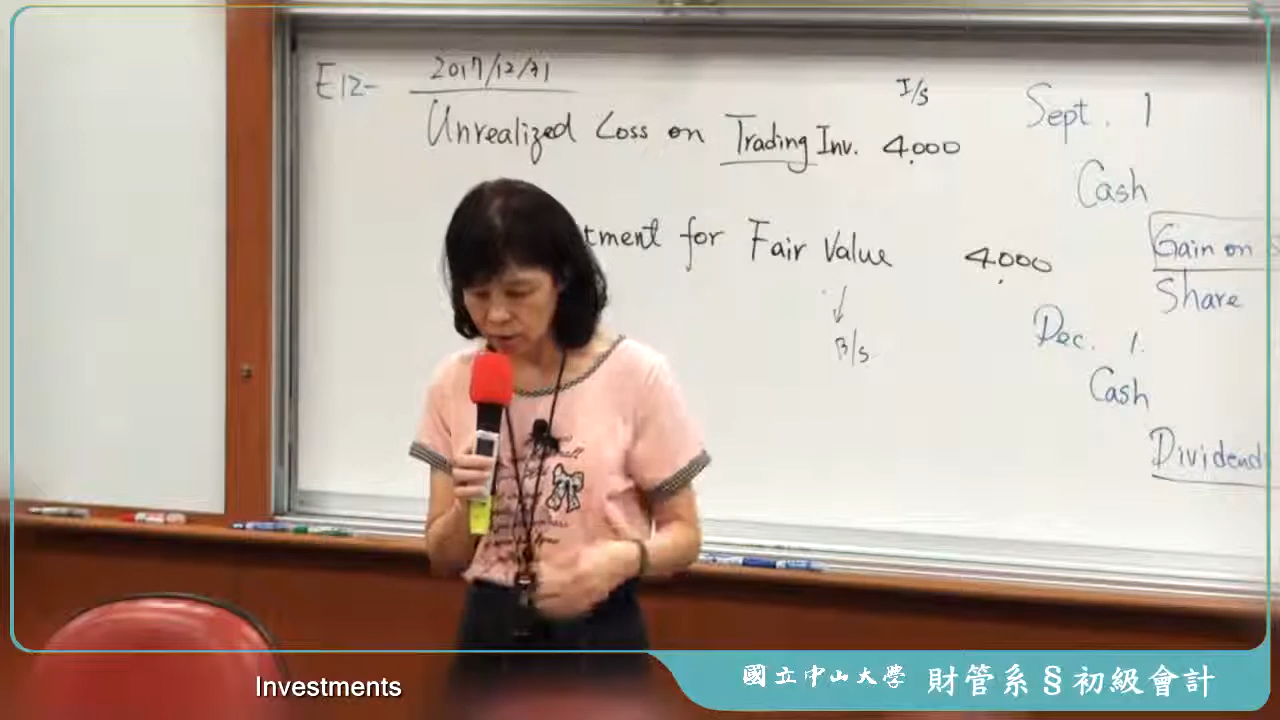 E12-
2017/12/31
I/S
Unrealized Loss on Trading Inv. 4.000
tment for Fair Value 4.000
B/S
Sept. 1
Cash
Gain on
Share
Dec. 1.
Cash
Dividend
Investments
國立中山大學 財管系§初級會計